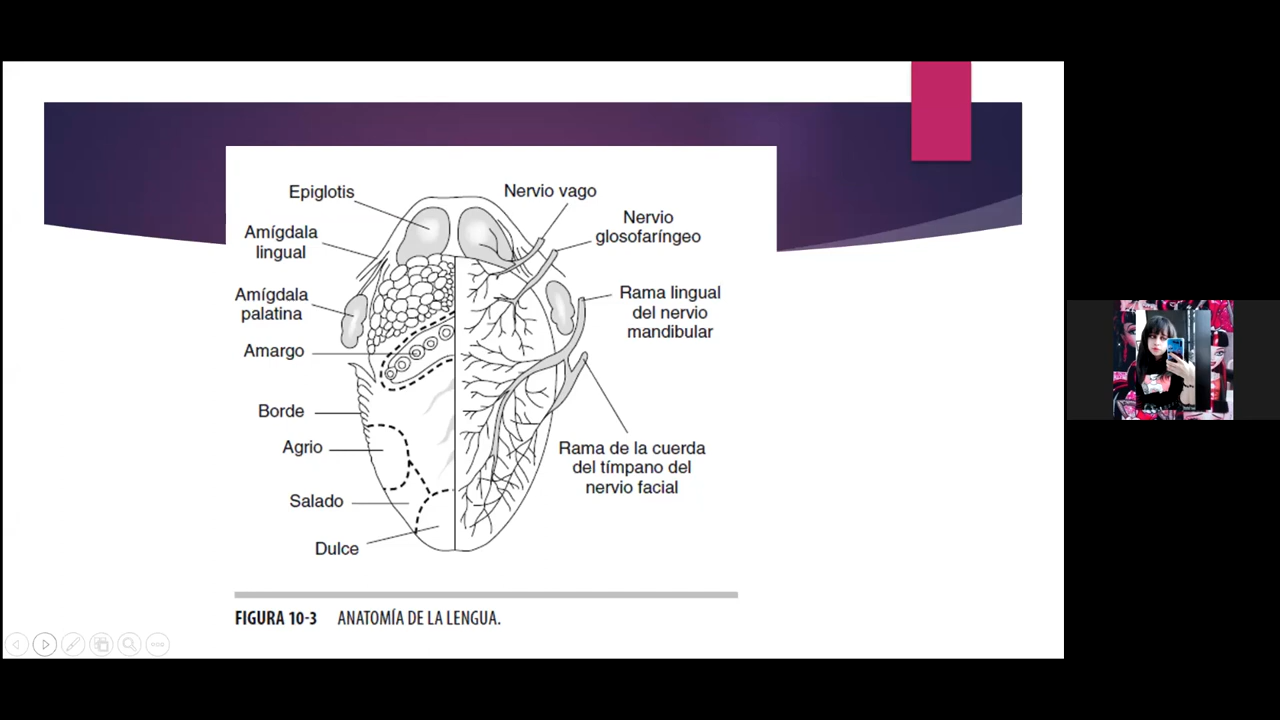 Epiglotis
Nervio vago
Amígdala
lingual
Nervio
glosofaríngeo
Amígdala
palatina
Rama lingual
del nervio
mandibular
Amargo
Borde
Agrio
Rama de la cuerda
del tímpano del
nervio facial
Salado
Dulce
FIGURA 10-3 ANATOMÍA DE LA LENGUA.